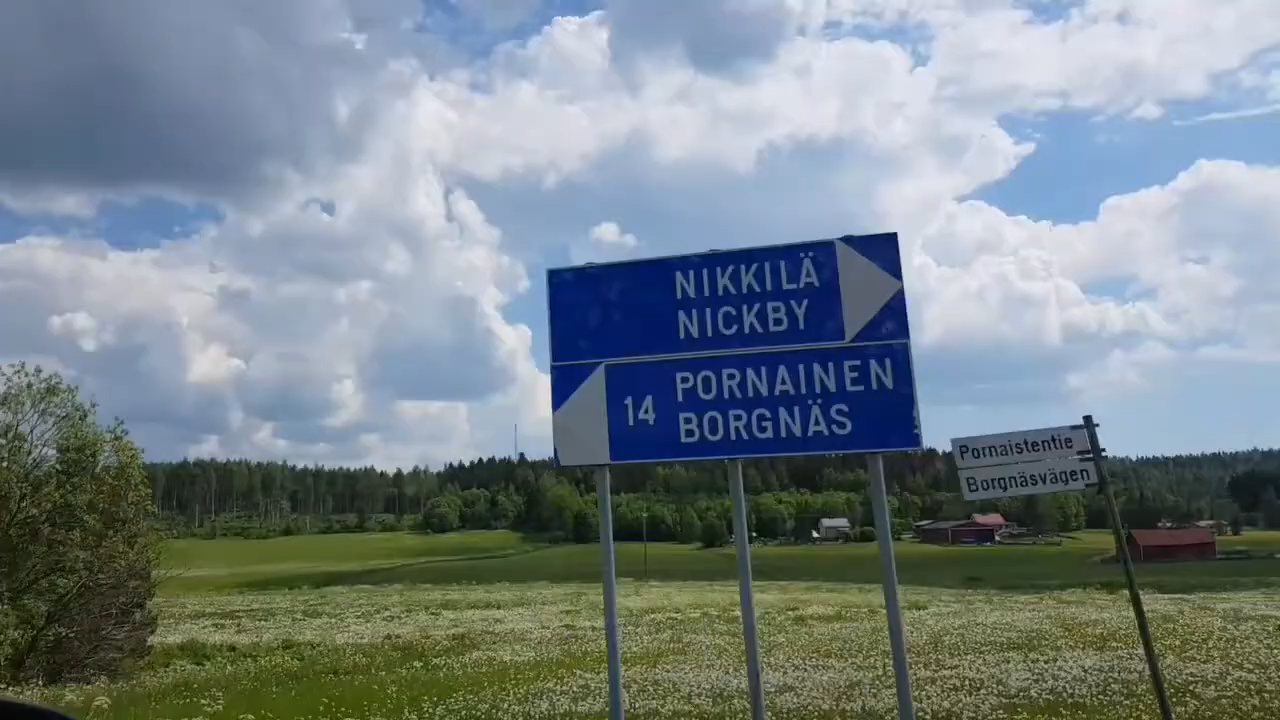 NIKKILÄ
NICKBY
14 PORNAINEN
BORGNÄS
Pornaistentie
Borgnäsvägen